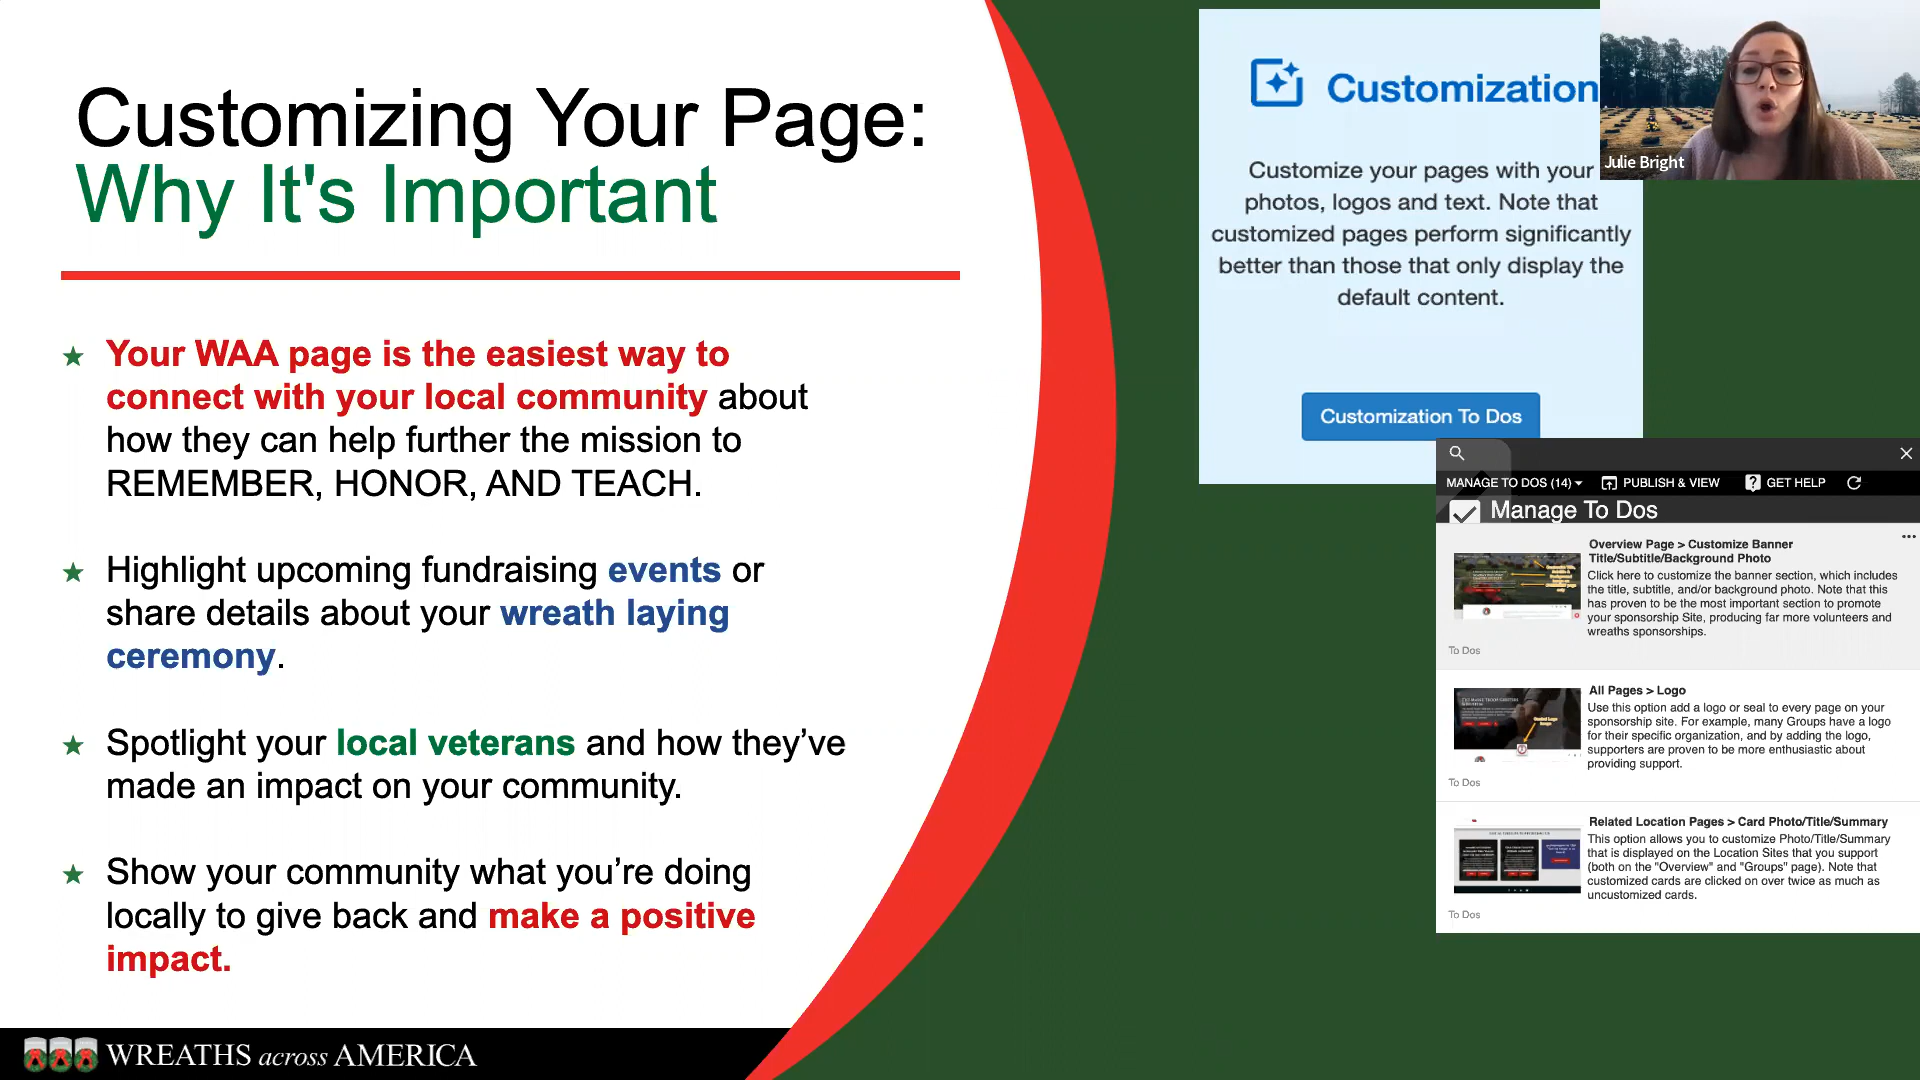 Customizing Your Page:
Why It's Important
Your WAA page is the easiest way to
connect with your local community about
how they can help further the mission to
REMEMBER, HONOR, AND TEACH.
Highlight upcoming fundraising events or
share details about your wreath laying
ceremony.
Spotlight your local veterans and how they’ve
made an impact on your community.
Show your community what you’re doing
locally to give back and make a positive
impact.
WREATHS across AMERICA
Customization
Customize your pages with your
photos, logos and text. Note that
customized pages perform significantly
better than those that only display the
default content.
Customization To Dos
Julie Bright
MANAGE TO DOS (14) PUBLISH & VIEW GET HELP
Manage To Dos
Overview Page > Customize Banner
Title/Subtitle/Background Photo
Click here to customize the banner section, which includes
the title, subtitle, and/or background photo. Note that this
has proven to be the most important section to promote
your sponsorship Site, producing far more volunteers and
wreaths sponsorships.
To Dos
All Pages > Logo
Use this option add a logo or seal to every page on your
sponsorship site. For example, many Groups have a logo
for their specific organization, and by adding the logo,
supporters are proven to be more enthusiastic about
providing support.
To Dos
Related Location Pages > Card Photo/Title/Summary
This option allows you to customize Photo/Title/Summary
that is displayed on the Location Sites that you support
(both on the "Overview" and "Groups" page). Note that
customized cards are clicked on over twice as much as
uncustomized cards.
To Dos